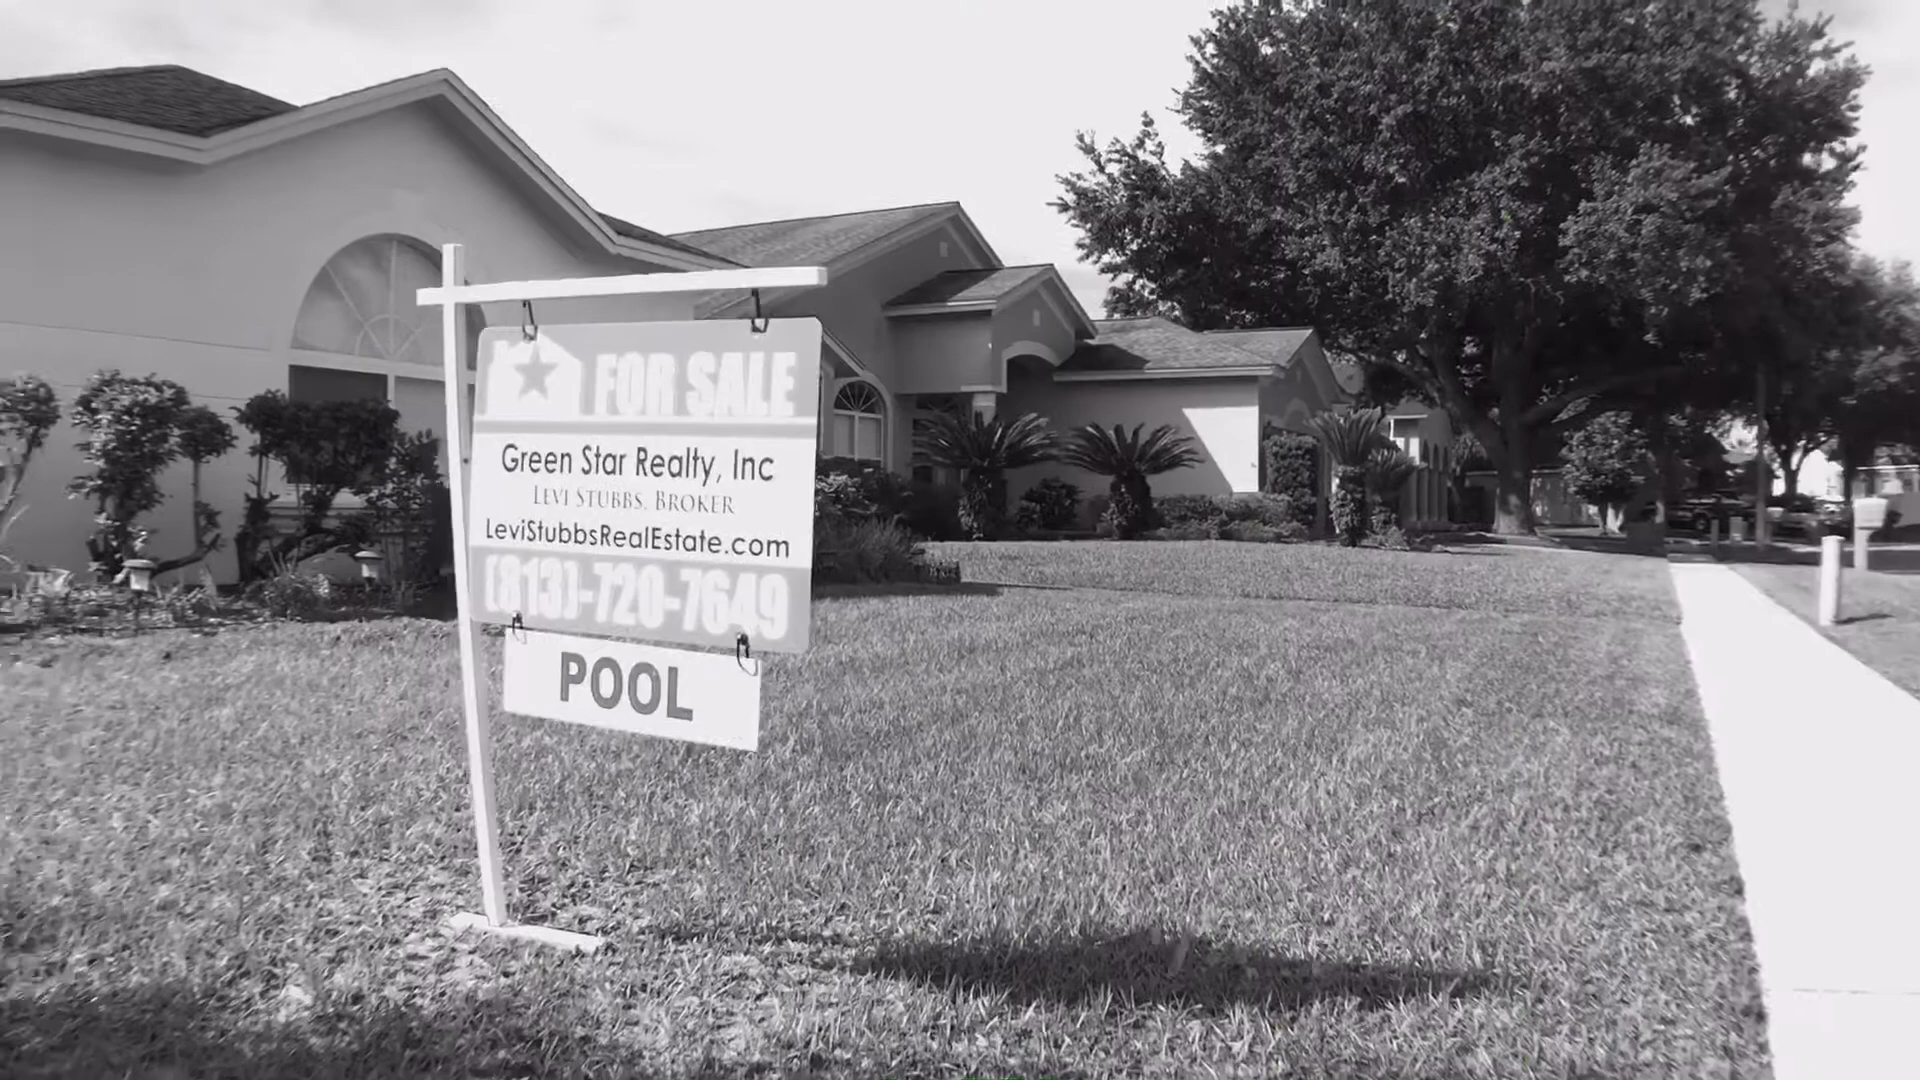 FOR SALE
Green Star Realty, Inc
LEVI STUBBS, BROKER
LeviStubbsRealEstate.com
(813)-720-7649
POOL